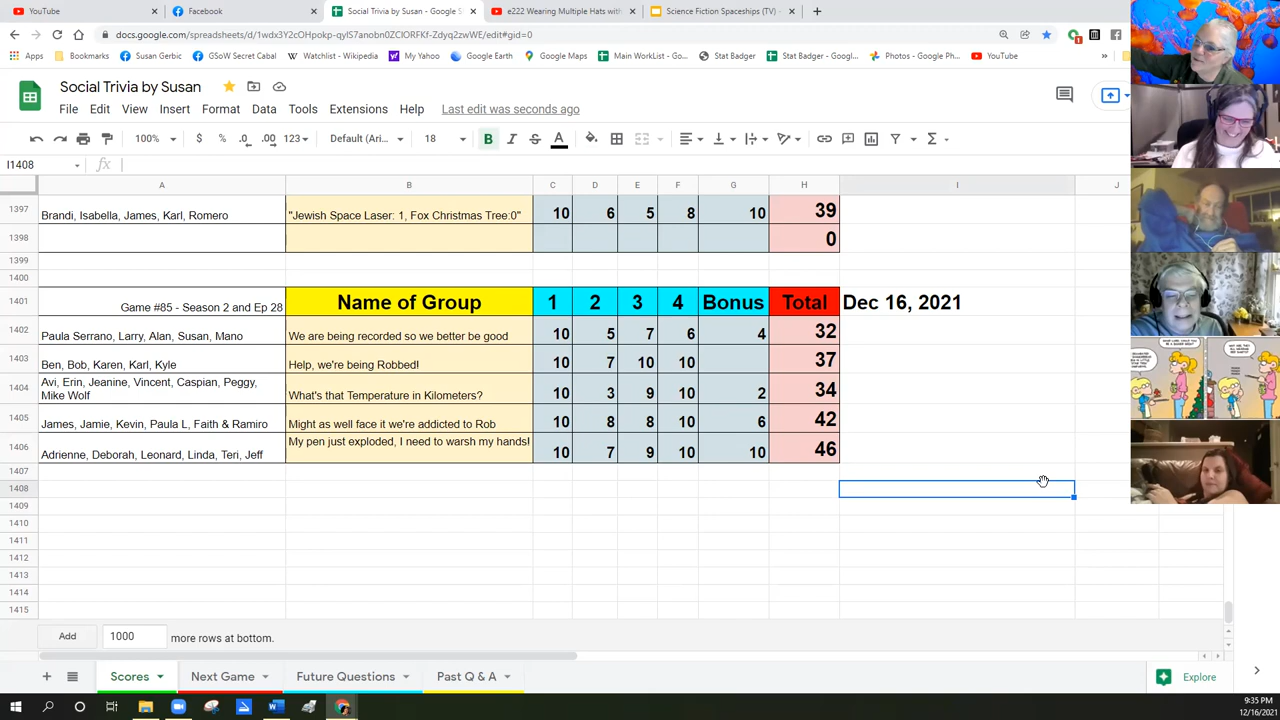 YouTube
Facebook
Social Trivia by Susan - Google S
e222 Wearing Multiple Hats with
Science Fiction Spaceships (TV) -
docs.google.com/spreadsheets/d/1wdx3Y2cOHpokp-qyIS7anobn0ZCIORFK-ZdyQCzwWE/edit#gid=0
1
Apps
Bookmarks
Susan Gerbic
GSoW Secret Cabal
Watchlist - Wikipedia
My Yahoo
Google Earth
Google Maps
Main WorkList - Go...
Stat Badger
Stat Badger - Googl...
Photos - Google Ph...
YouTube
»
Social Trivia by Susan
File Edit View Insert Format Data Tools Extensions Help Last edit was seconds ago
100% $ % .0 .00 123 Default (Ari... 18 B I S A Σ
I1408 fx
A B C D E F G H I J
1397 Brandi, Isabella, James, Karl, Romero "Jewish Space Laser: 1, Fox Christmas Tree:0" 10 6 5 8 10 39
1398 0
1399
1400
1401 Game #85 - Season 2 and Ep 28 Name of Group 1 2 3 4 Bonus Total Dec 16, 2021
1402 Paula Serrano, Larry, Alan, Susan, Mano We are being recorded so we better be good 10 5 7 6 4 32
1403 Ben, Bob, Karen, Karl, Kyle Help, we're being Robbed! 10 7 10 10 37
1404 Avi, Erin, Jeanine, Vincent, Caspian, Peggy,
Mike Wolf What's that Temperature in Kilometers? 10 3 9 10 2 34
1405 James, Jamie, Kevin, Paula L, Faith & Ramiro Might as well face it we're addicted to Rob 10 8 8 10 6 42
1406 Adrienne, Deborah, Leonard, Linda, Teri, Jeff My pen just exploded, I need to warsh my hands! 10 7 9 10 10 46
1407
1408
1409
1410
1411
1412
1413
1414
1415
Add 1000 more rows at bottom.
Scores
Next Game
Future Questions
Past Q & A
Explore
9:35 PM
12/16/2021